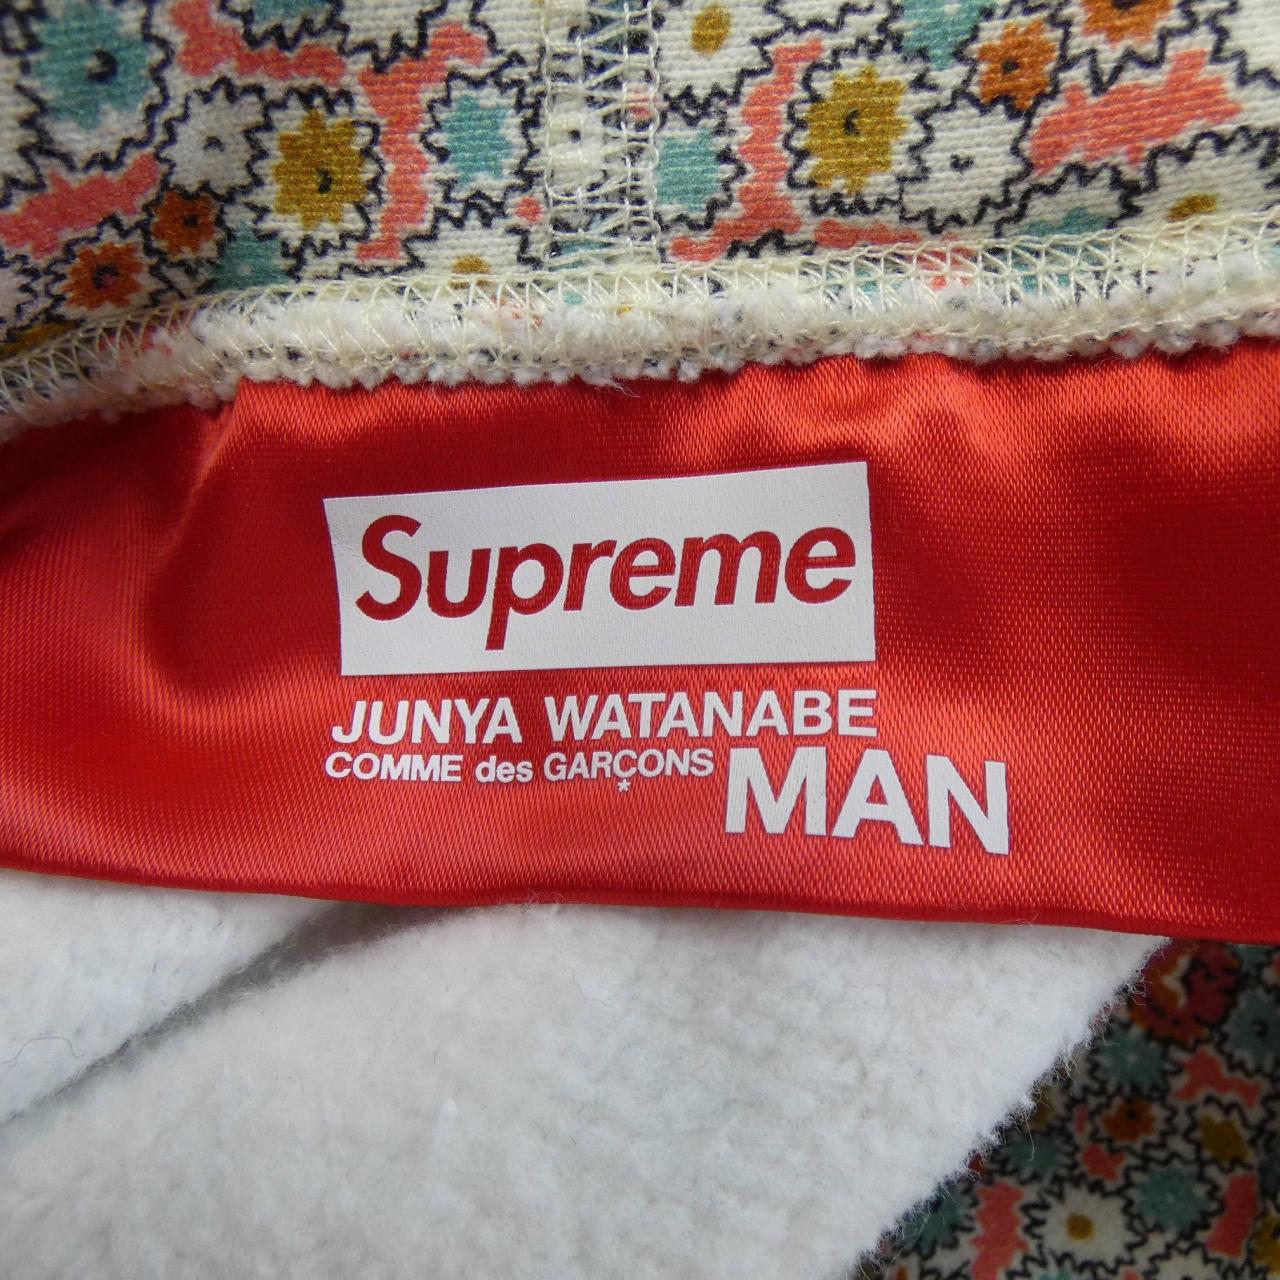 Supreme
JUNYA WATANABE
COMME des GARÇONS MAN
*